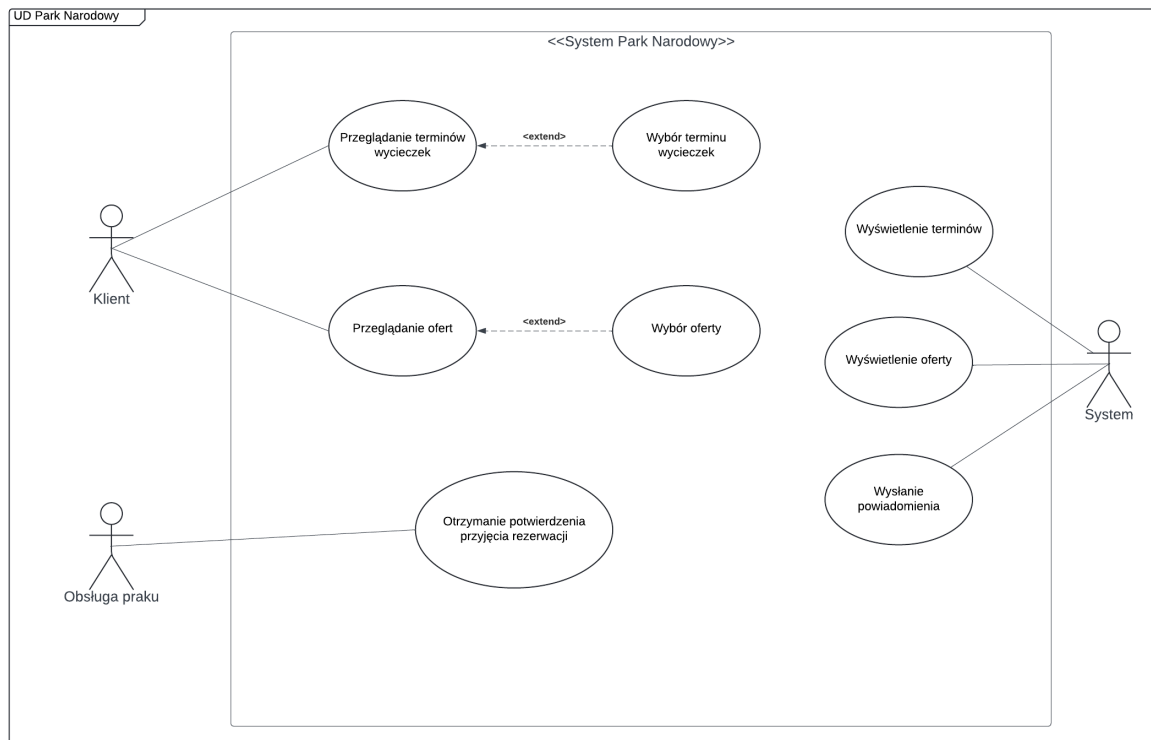 UD Park Narodowy
<<System Park Narodowy>>
Przeglądanie terminów
wycieczek
<extend>
Wybór terminu
wycieczek
Wyświetlenie terminów
Klient
Przeglądanie ofert
<extend>
Wybór oferty
Wyświetlenie oferty
System
Wysłanie
powiadomienia
Otrzymanie potwierdzenia
przyjęcia rezerwacji
Obsługa praku